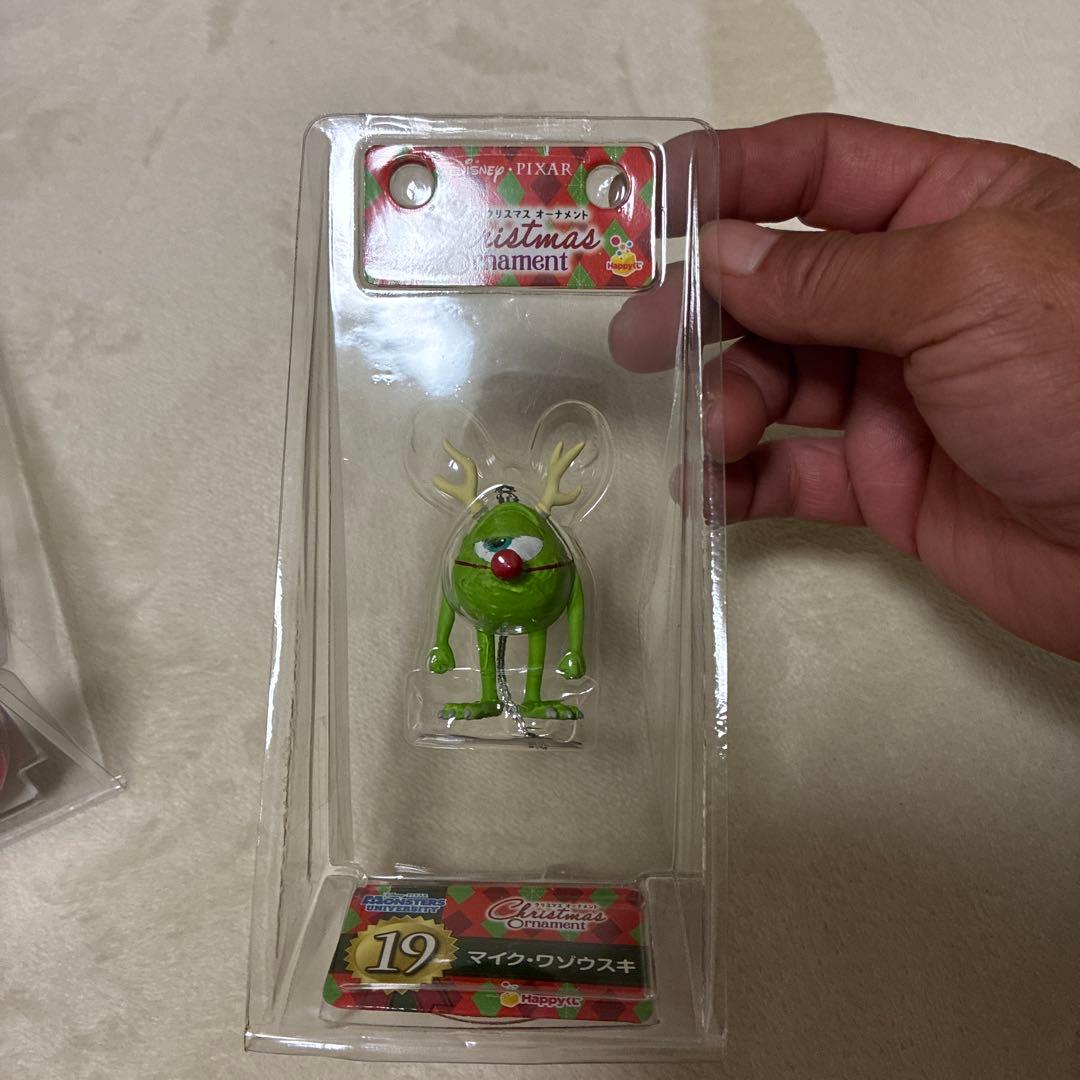 DISNEY・PIXAR
クリスマス オーナメント
Christmas
Ornament
Happyくじ
DISNEY・PIXAR
MONSTERS
UNIVERSITY
クリスマス オーナメント
Christmas
Ornament
19
マイク・ワゾウスキ
Happyくじ